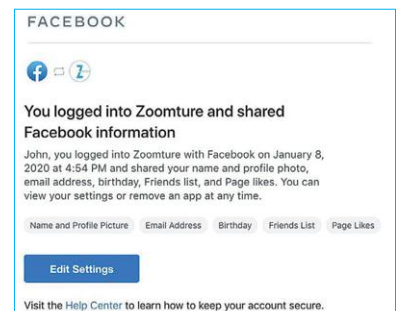 FACEBOOK
You logged into Zoomture and shared
Facebook information
John, you logged into Zoomture with Facebook on January 8,
2020 at 4:54 PM and shared your name and profile photo,
email address, birthday, Friends list, and Page likes. You can
view your settings or remove an app at any time.
Name and Profile Picture Email Address Birthday Friends List Page Likes
Edit Settings
Visit the Help Center to learn how to keep your account secure.